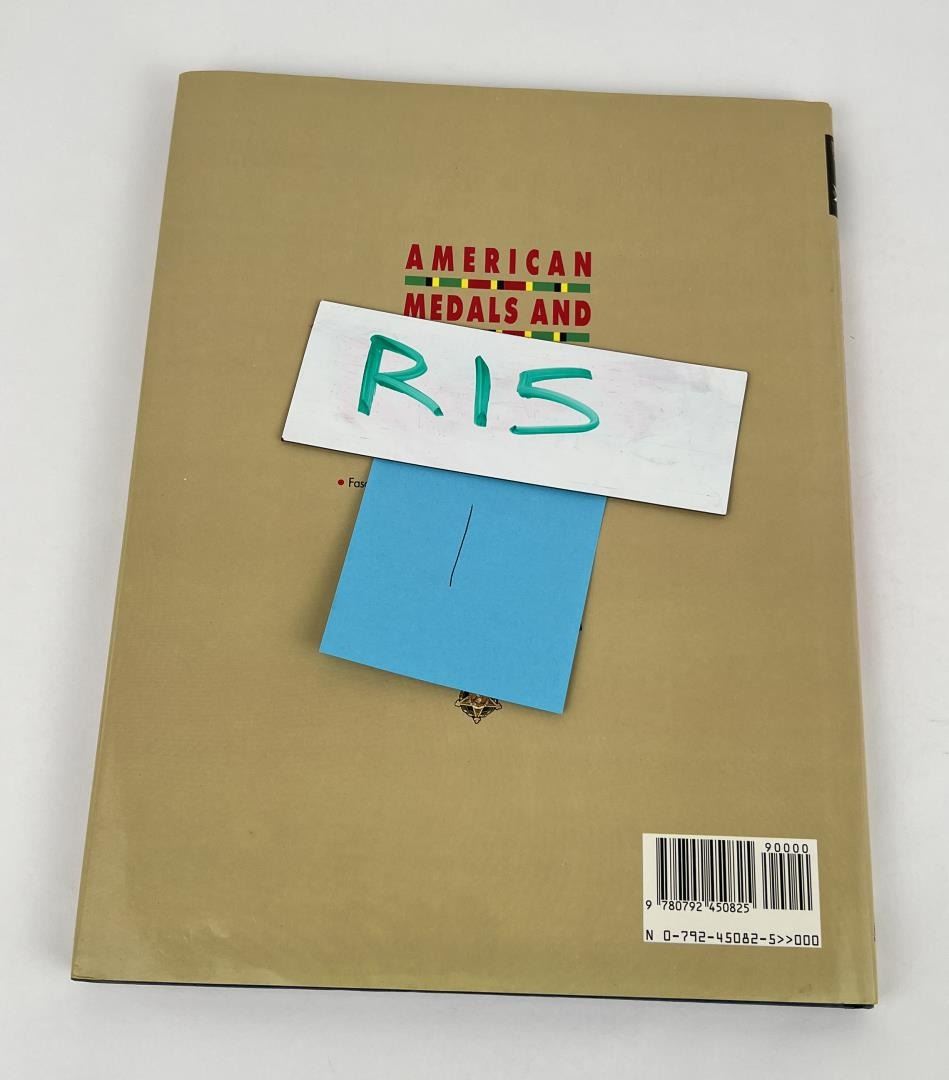 AMERICAN
MEDALS AND
R15
90000
9 780792 450825
N 0-792-45082-5>>000